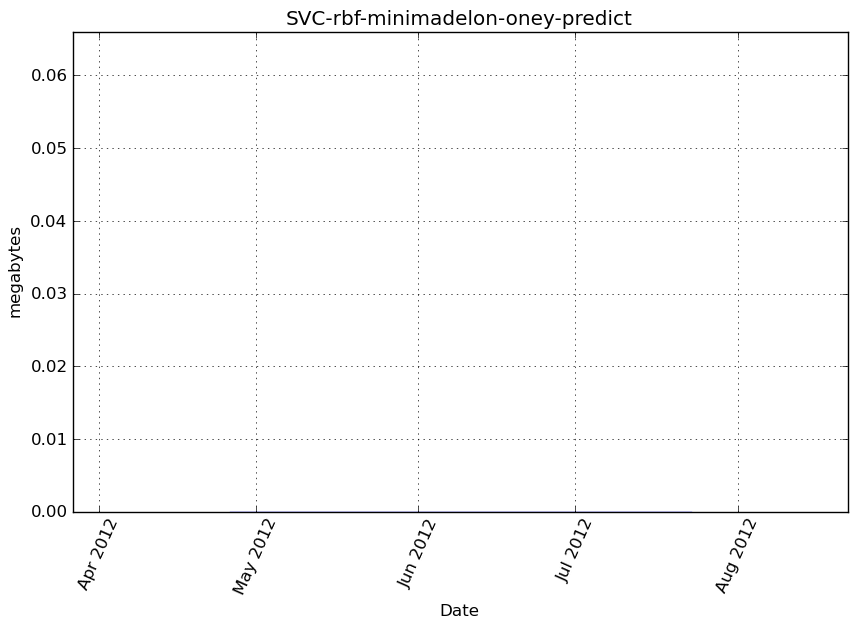 SVC-rbf-minimadelon-oney-predict
0.06
0.05
0.04
0.03
0.02
0.01
0.00
megabytes
Apr 2012
May 2012
Jun 2012
Jul 2012
Aug 2012
Date